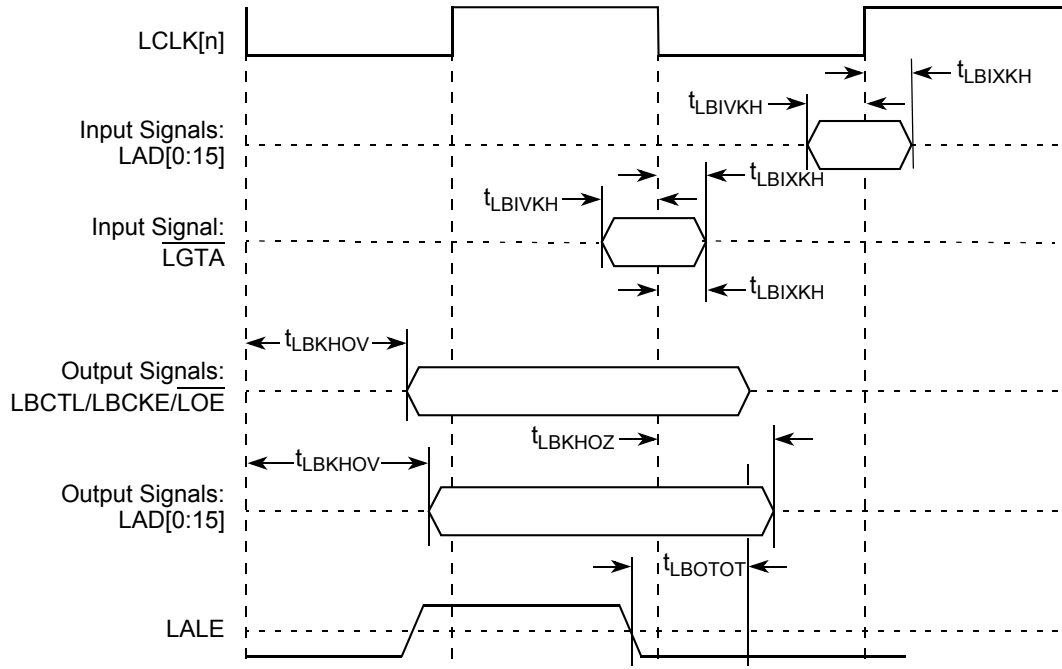 LCLK[n]
tLBIXKH
tLBIVKH
Input Signals:
LAD[0:15]
tLBIXKH
tLBIVKH
Input Signal:
LGTA
tLBIXKH
tLBKHOV
Output Signals:
LBCTL/LBCKE/LOE
tLBKHOZ
tLBKHOV
Output Signals:
LAD[0:15]
tLBOTOT
LALE